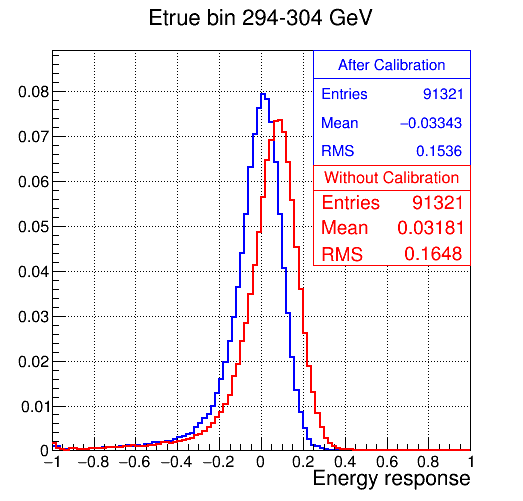 Etrue bin 294-304 GeV
After Calibration
Entries 91321
Mean −0.03343
RMS 0.1536
Without Calibration
Entries 91321
Mean 0.03181
RMS 0.1648
0.08
0.07
0.06
0.05
0.04
0.03
0.02
0.01
0
−1 −0.8 −0.6 −0.4 −0.2 0 0.2 0.4 0.6 0.8 1
Energy response